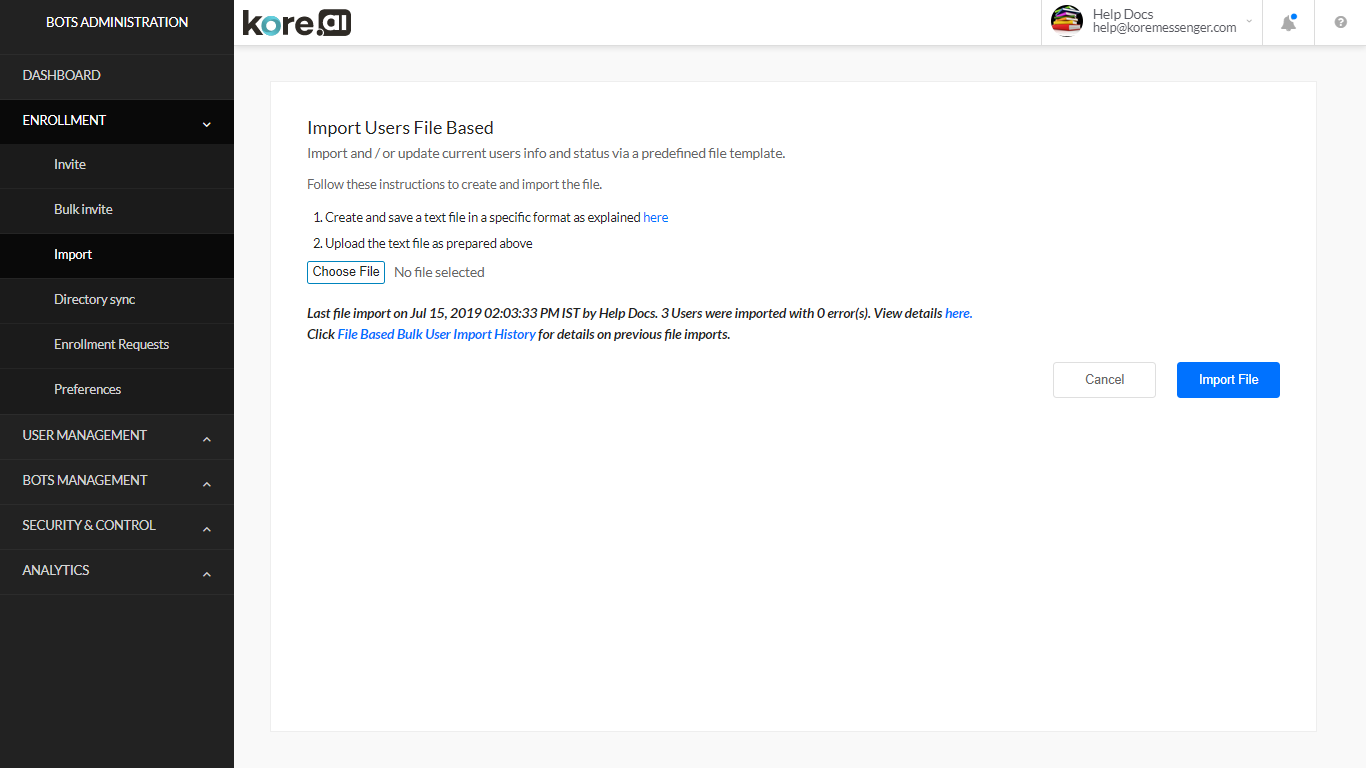 BOTS ADMINISTRATION
kore.ai
Help Docs
help@koremessenger.com
DASHBOARD
ENROLLMENT
Invite
Bulk invite
Import
Directory sync
Enrollment Requests
Preferences
USER MANAGEMENT
BOTS MANAGEMENT
SECURITY & CONTROL
ANALYTICS
Import Users File Based
Import and / or update current users info and status via a predefined file template.
Follow these instructions to create and import the file.
1. Create and save a text file in a specific format as explained here
2. Upload the text file as prepared above
Choose File No file selected
Last file import on Jul 15, 2019 02:03:33 PM IST by Help Docs. 3 Users were imported with 0 error(s). View details here.
Click File Based Bulk User Import History for details on previous file imports.
Cancel Import File